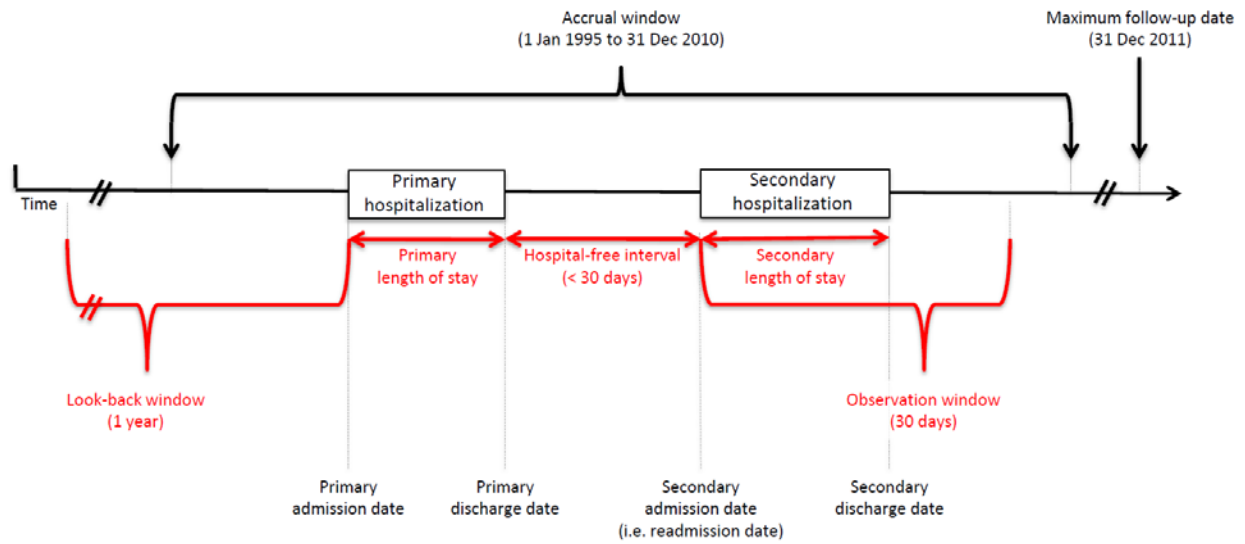 Accrual window
(1 Jan 1995 to 31 Dec 2010)
Maximum follow-up date
(31 Dec 2011)
Time
Primary
hospitalization
Secondary
hospitalization
Primary
length of stay
Hospital-free interval
(< 30 days)
Secondary
length of stay
Look-back window
(1 year)
Observation window
(30 days)
Primary
admission date
Primary
discharge date
Secondary
admission date
(i.e. readmission date)
Secondary
discharge date